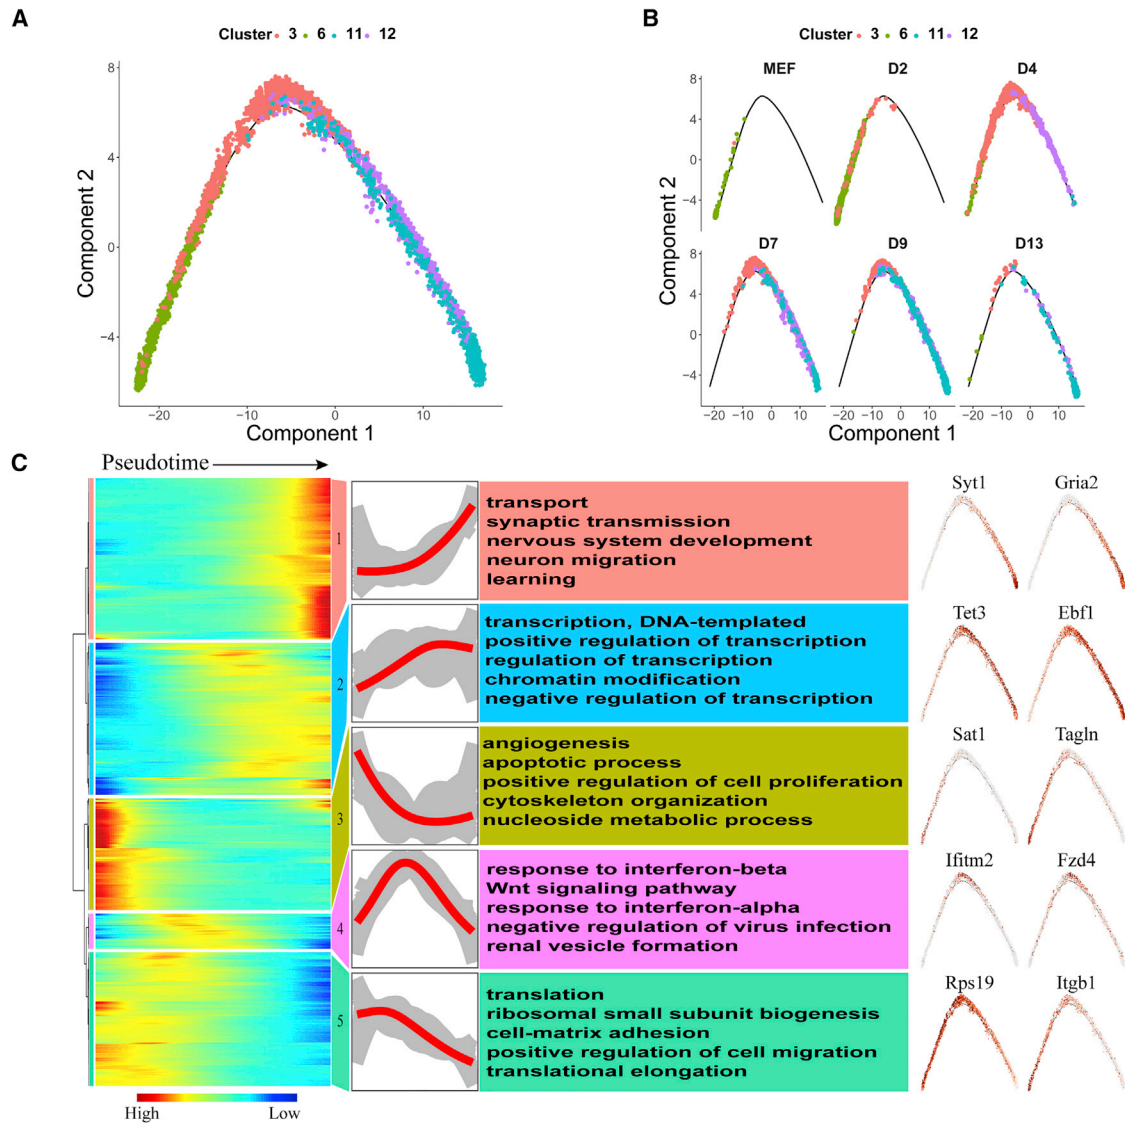 A
Cluster 3 6 11 12
8
4
0
−4
Component 2
−20 −10 0 10
Component 1
B
Cluster 3 6 11 12
MEF D2 D4
8
4
0
−4
D7 D9 D13
8
4
0
−4
Component 2
−20 −10 0 10 −20 −10 0 10 −20 −10 0 10
Component 1
C
Pseudotime
1
transport
synaptic transmission
nervous system development
neuron migration
learning
Syt1 Gria2
2
transcription, DNA-templated
positive regulation of transcription
regulation of transcription
chromatin modification
negative regulation of transcription
Tet3 Ebf1
3
angiogenesis
apoptotic process
positive regulation of cell proliferation
cytoskeleton organization
nucleoside metabolic process
Sat1 Tagln
4
response to interferon-beta
Wnt signaling pathway
response to interferon-alpha
negative regulation of virus infection
renal vesicle formation
Ifitm2 Fzd4
5
translation
ribosomal small subunit biogenesis
cell-matrix adhesion
positive regulation of cell migration
translational elongation
Rps19 Itgb1
High Low